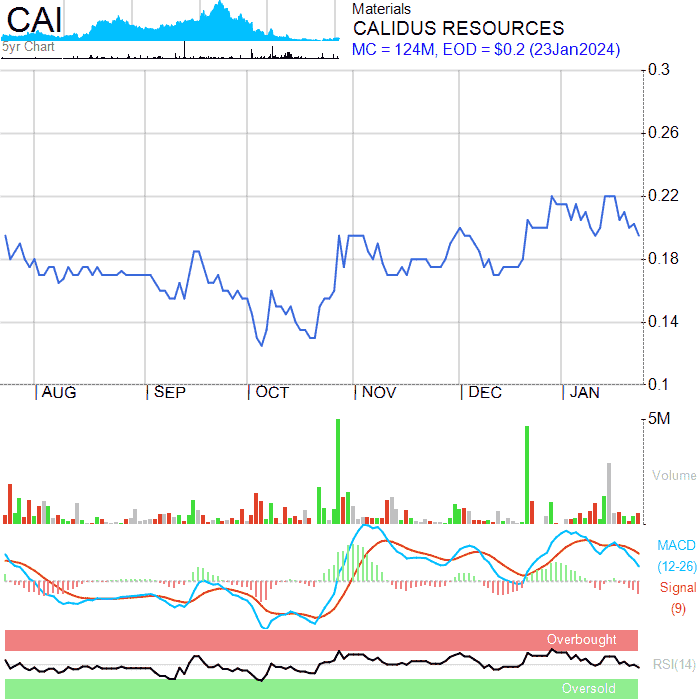 CAI
5yr Chart
Materials
CALIDUS RESOURCES
MC = 124M, EOD = $0.2 (23Jan2024)
0.3
0.26
0.22
0.18
0.14
0.1
AUG SEP OCT NOV DEC JAN
5M
Volume
MACD
(12-26)
Signal
(9)
Overbought
RSI(14)
Oversold